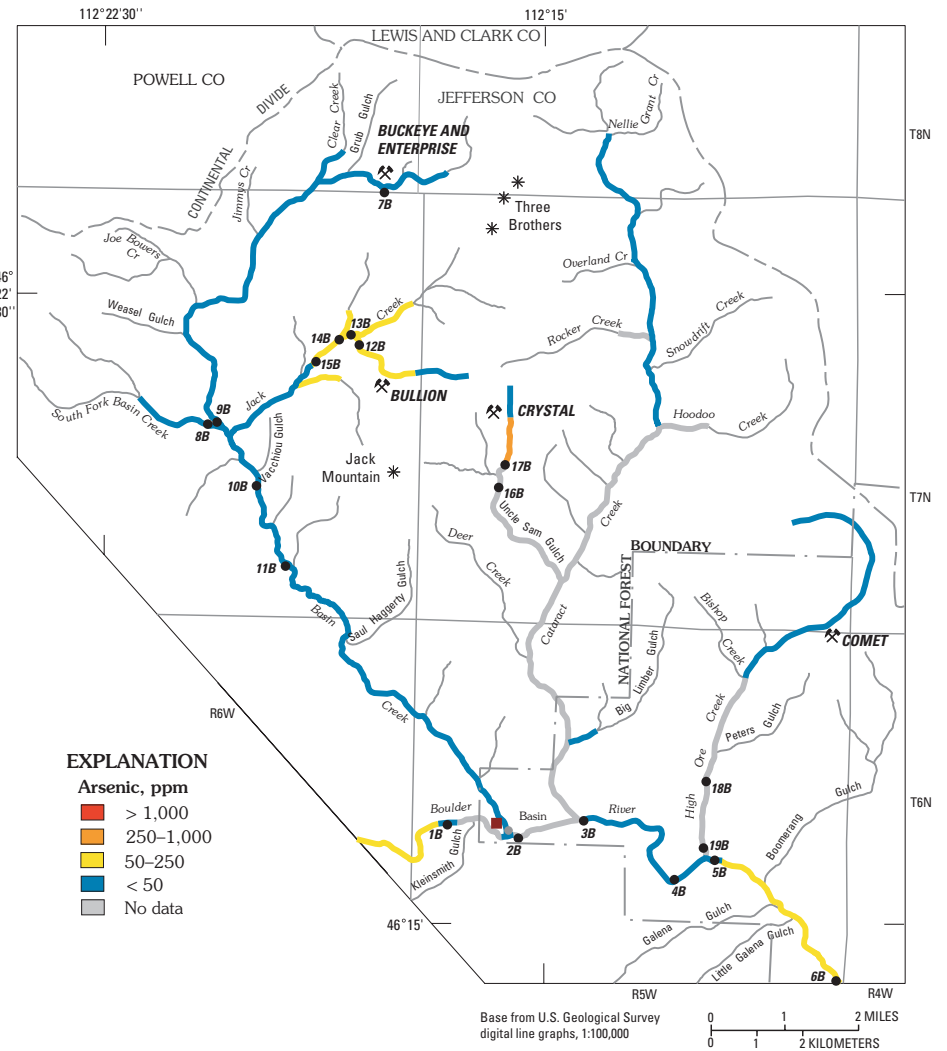 112°22'30"
112°15'
LEWIS AND CLARK CO
POWELL CO
JEFFERSON CO
CONTINENTAL
DIVIDE
Clear Creek
Grub Gulch
BUCKEYE AND
ENTERPRISE
7B
Nellie
Grant Cr
T8N
Jimmys Cr
Three
Brothers
Joe Bowers
Cr
46°
22'
30''
Weasel Gulch
Overland Cr
Rocker Creek
Snowdrift Creek
Creek
13B
14B
12B
15B
BULLION
Jack
CRYSTAL
South Fork Basin Creek
9B
8B
Vacchiou Gulch
Hoodoo
Creek
Jack
Mountain
17B
16B
10B
T7N
Uncle Sam Gulch
Creek
Deer
Creek
BOUNDARY
NATIONAL FOREST
11B
Basin
Saul Haggerty Gulch
Cataract
Bishop
Creek
COMET
Big Limber Gulch
R6W
Creek
Creek
Ore
High
Peters Gulch
EXPLANATION
Arsenic, ppm
> 1,000
250–1,000
50–250
< 50
No data
18B
Gulch
Boomerang
T6N
Boulder
Basin
River
1B
2B
3B
19B
5B
4B
Kleinsmith Gulch
46°15'
Galena Gulch
Little Galena Gulch
6B
R5W
R4W
Base from U.S. Geological Survey
digital line graphs, 1:100,000
0 1 2 MILES
0 1 2 KILOMETERS